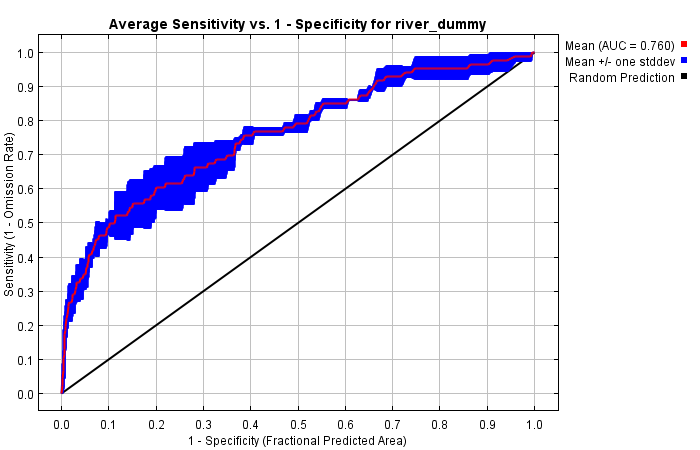 Average Sensitivity vs. 1 - Specificity for river_dummy
Mean (AUC = 0.760)
Mean +/- one stddev
Random Prediction
Sensitivity (1 - Omission Rate)
1.0
0.9
0.8
0.7
0.6
0.5
0.4
0.3
0.2
0.1
0.0
0.0 0.1 0.2 0.3 0.4 0.5 0.6 0.7 0.8 0.9 1.0
1 - Specificity (Fractional Predicted Area)